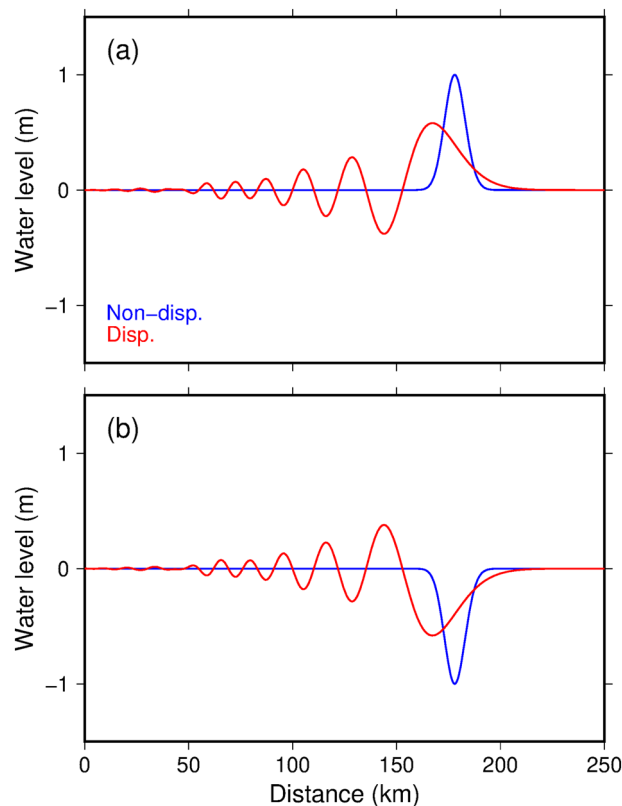 (a)
Water level (m)
1
0
−1
Non−disp.
Disp.
(b)
Water level (m)
1
0
−1
0
50
100
150
200
250
Distance (km)